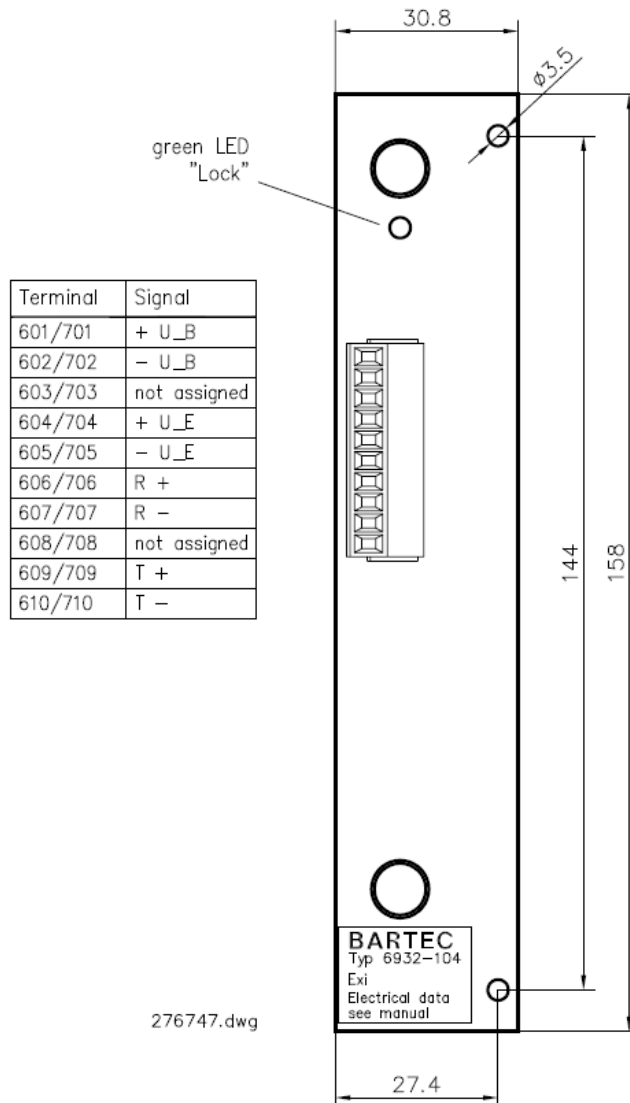 30.8
ø3.5
green LED
"Lock"
Terminal Signal
601/701 + U_B
602/702 − U_B
603/703 not assigned
604/704 + U_E
605/705 − U_E
606/706 R +
607/707 R −
608/708 not assigned
609/709 T +
610/710 T −
144
158
BARTEC
Typ 6932−104
Exi
Electrical data
see manual
276747.dwg
27.4